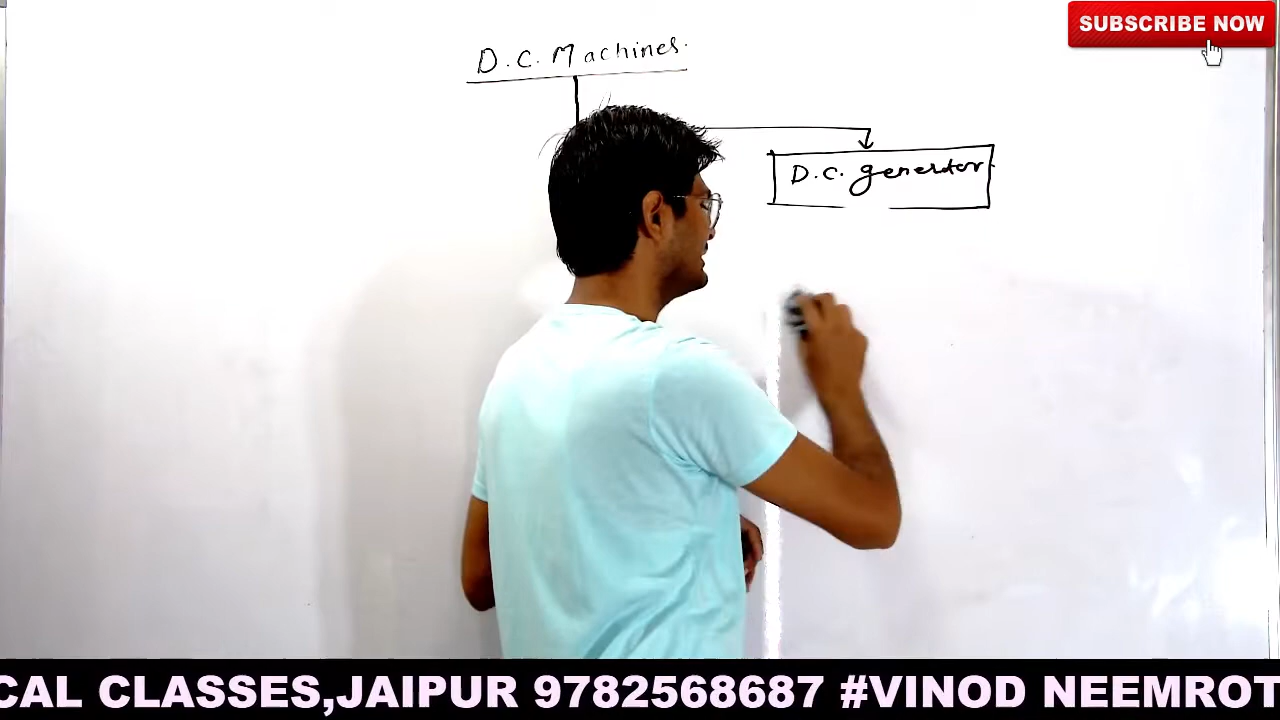 SUBSCRIBE NOW
D.C. Machines.
D.C. generator
CAL CLASSES,JAIPUR 9782568687 #VINOD NEEMROT